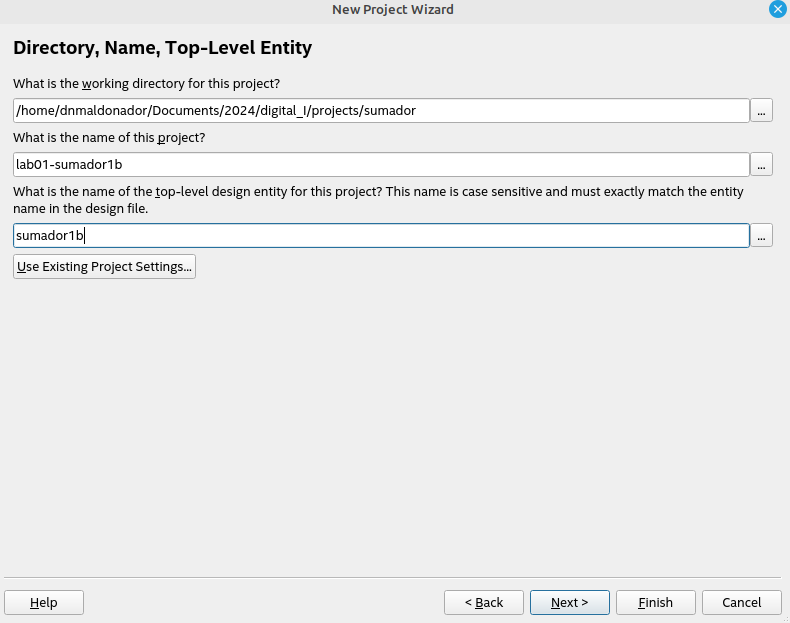 New Project Wizard
Directory, Name, Top-Level Entity
What is the working directory for this project?
/home/dnmaldonador/Documents/2024/digital_I/projects/sumador
...
What is the name of this project?
lab01-sumador1b
...
What is the name of the top-level design entity for this project? This name is case sensitive and must exactly match the entity
name in the design file.
sumador1b
...
Use Existing Project Settings...
Help
< Back
Next >
Finish
Cancel